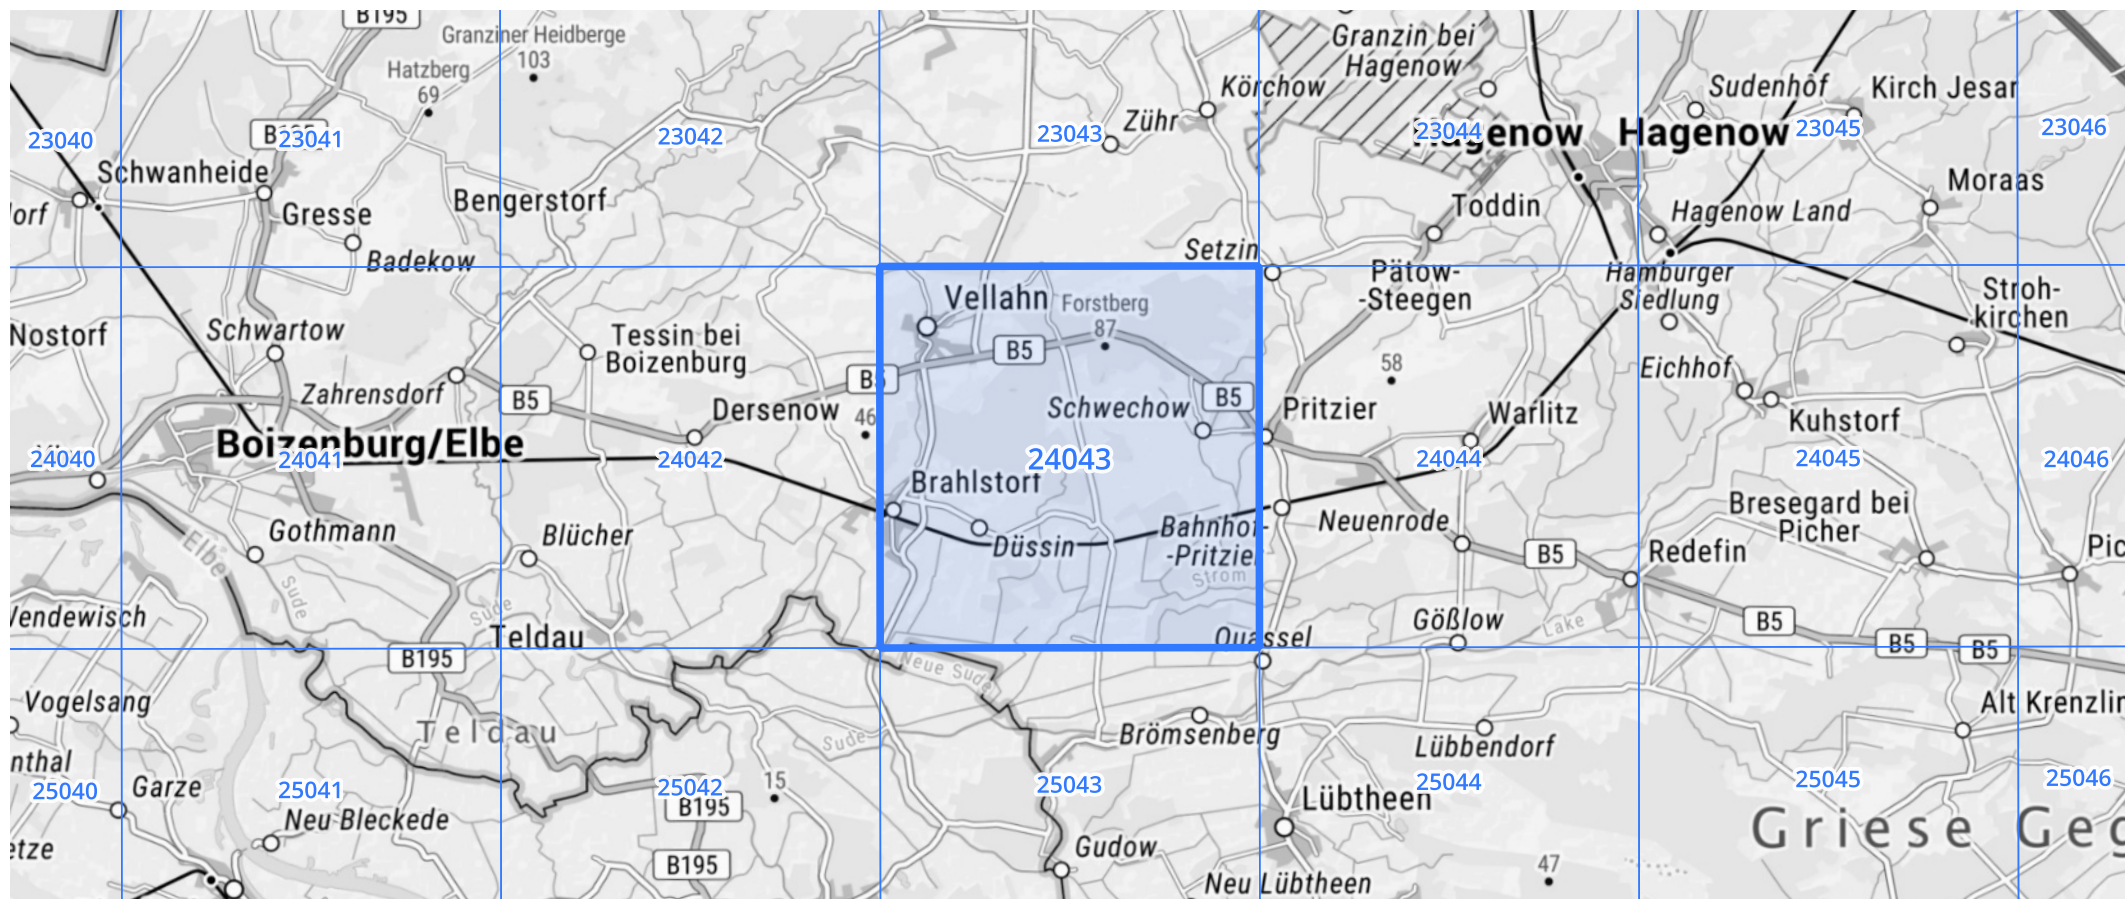 B195
Granziner Heidberge
103
Hatzberg
69
Granzin bei
Hagenow
Körchow
Zühr
Sudenhof
Kirch Jesar
23040
23041
23042
23043
23044
Hagenow
23045
23046
Schwanheide
Gresse
Bengerstorf
Badekow
Toddin
Moraas
Hagenow Land
Setzin
Pätow-
-Steegen
Hamburger
Siedlung
Stroh-
kirchen
Nostorf
Schwartow
Tessin bei
Boizenburg
Vellahn
Forstberg
87
B5
58
Eichhof
Zahrensdorf
B5
Dersenow
46
B5
Schwechow
B5
Pritzier
Warlitz
Kuhstorf
Boizenburg/Elbe
24040
24041
24042
24043
24044
24045
24046
Brahlstorf
Bresegard bei
Picher
Gothmann
Blücher
Düssin
Bahnhof-
-Pritzier
Neuenrode
B5
Redefin
Elbe
Sude
Sude
Strom
Teldau
Quassel
Gößlow
Lake
B5
B5
B5
B195
Neue Sude
Vogelsang
Teldau
Sude
Brömsenberg
Lübbendorf
Garze
25040
25041
25042
B195
15
25043
25044
25045
25046
Lübtheen
Neu Bleckede
Griese Geg
Gudow
B195
Neu Lübtheen
47